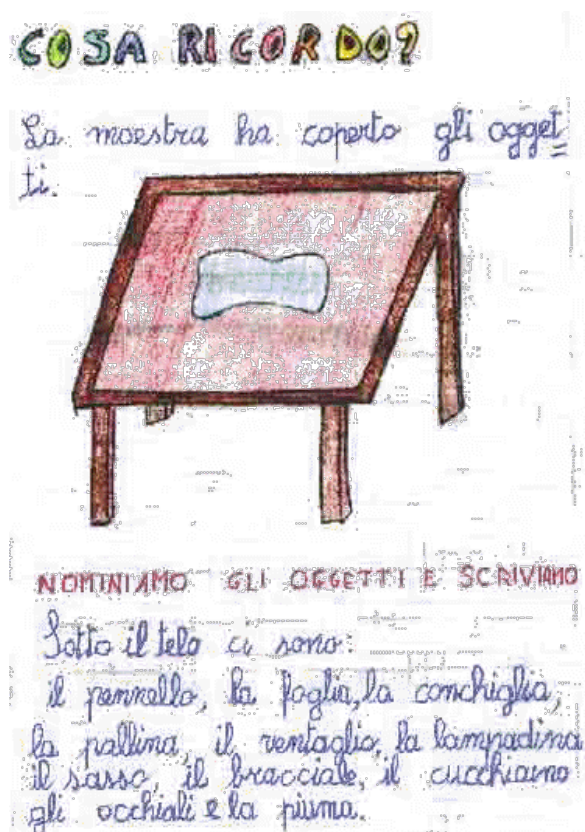 COSA RICORDO?
La maestra ha coperto gliogget=
ti.
NOMINIAMO GLI OGGETTI E SCRIVIAMO
Sotto il telo ci sono:
il pennello, la foglia, la conchiglia,
la pallina, il ventaglio, la lampadina
il sasso, il bracciale, il cucchiaino
gli occhiali e la piuma.